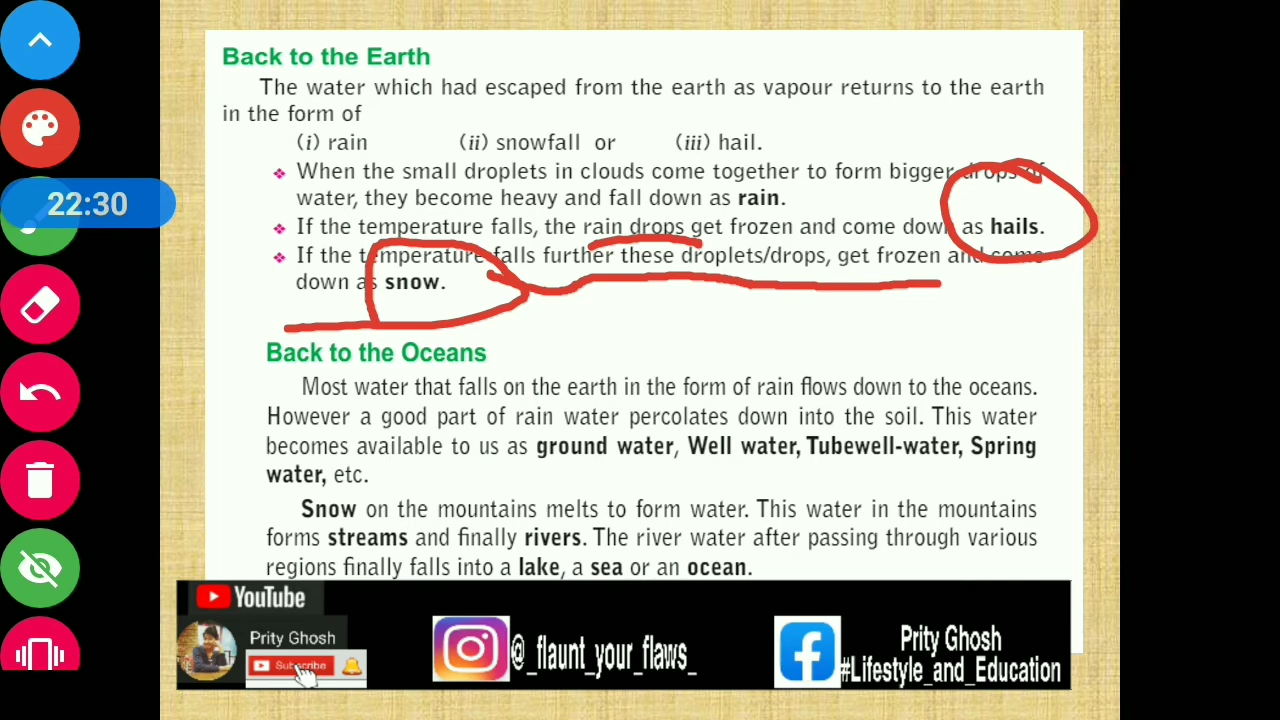 Back to the Earth
The water which had escaped from the earth as vapour returns to the earth
in the form of
(i) rain (ii) snowfall or (iii) hail.
❖ When the small droplets in clouds come together to form bigger drops of
water, they become heavy and fall down as rain.
22:30
❖ If the temperature falls, the rain drops get frozen and come down as hails.
❖ If the temperature falls further these droplets/drops, get frozen and come
down as snow.
Back to the Oceans
Most water that falls on the earth in the form of rain flows down to the oceans.
However a good part of rain water percolates down into the soil. This water
becomes available to us as ground water, Well water, Tubewell-water, Spring
water, etc.
Snow on the mountains melts to form water. This water in the mountains
forms streams and finally rivers. The river water after passing through various
regions finally falls into a lake, a sea or an ocean.
YouTube
Prity Ghosh
Subscribe
@_flaunt_your_flaws_
Prity Ghosh
#Lifestyle_and_Education